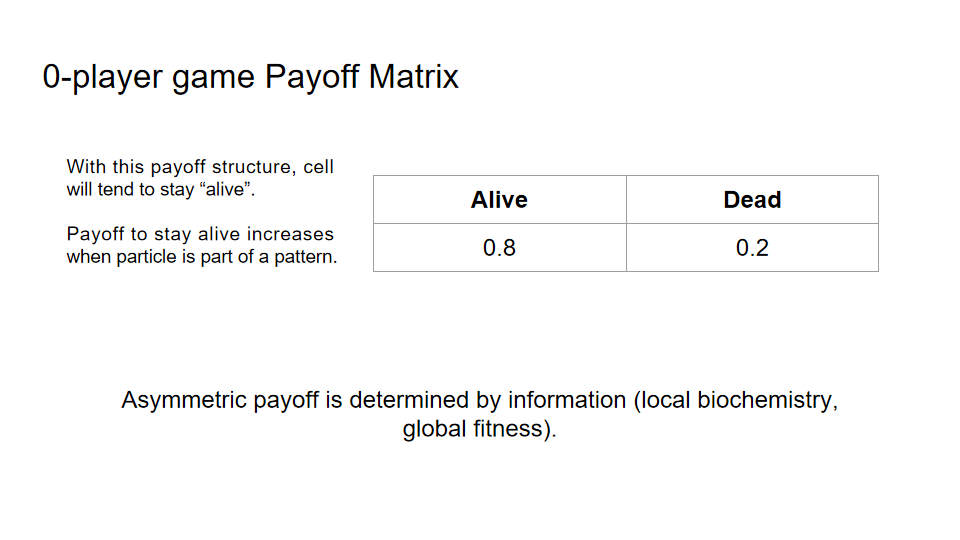 0-player game Payoff Matrix
With this payoff structure, cell
will tend to stay “alive”.
Payoff to stay alive increases
when particle is part of a pattern.
Alive Dead
0.8 0.2
Asymmetric payoff is determined by information (local biochemistry,
global fitness).